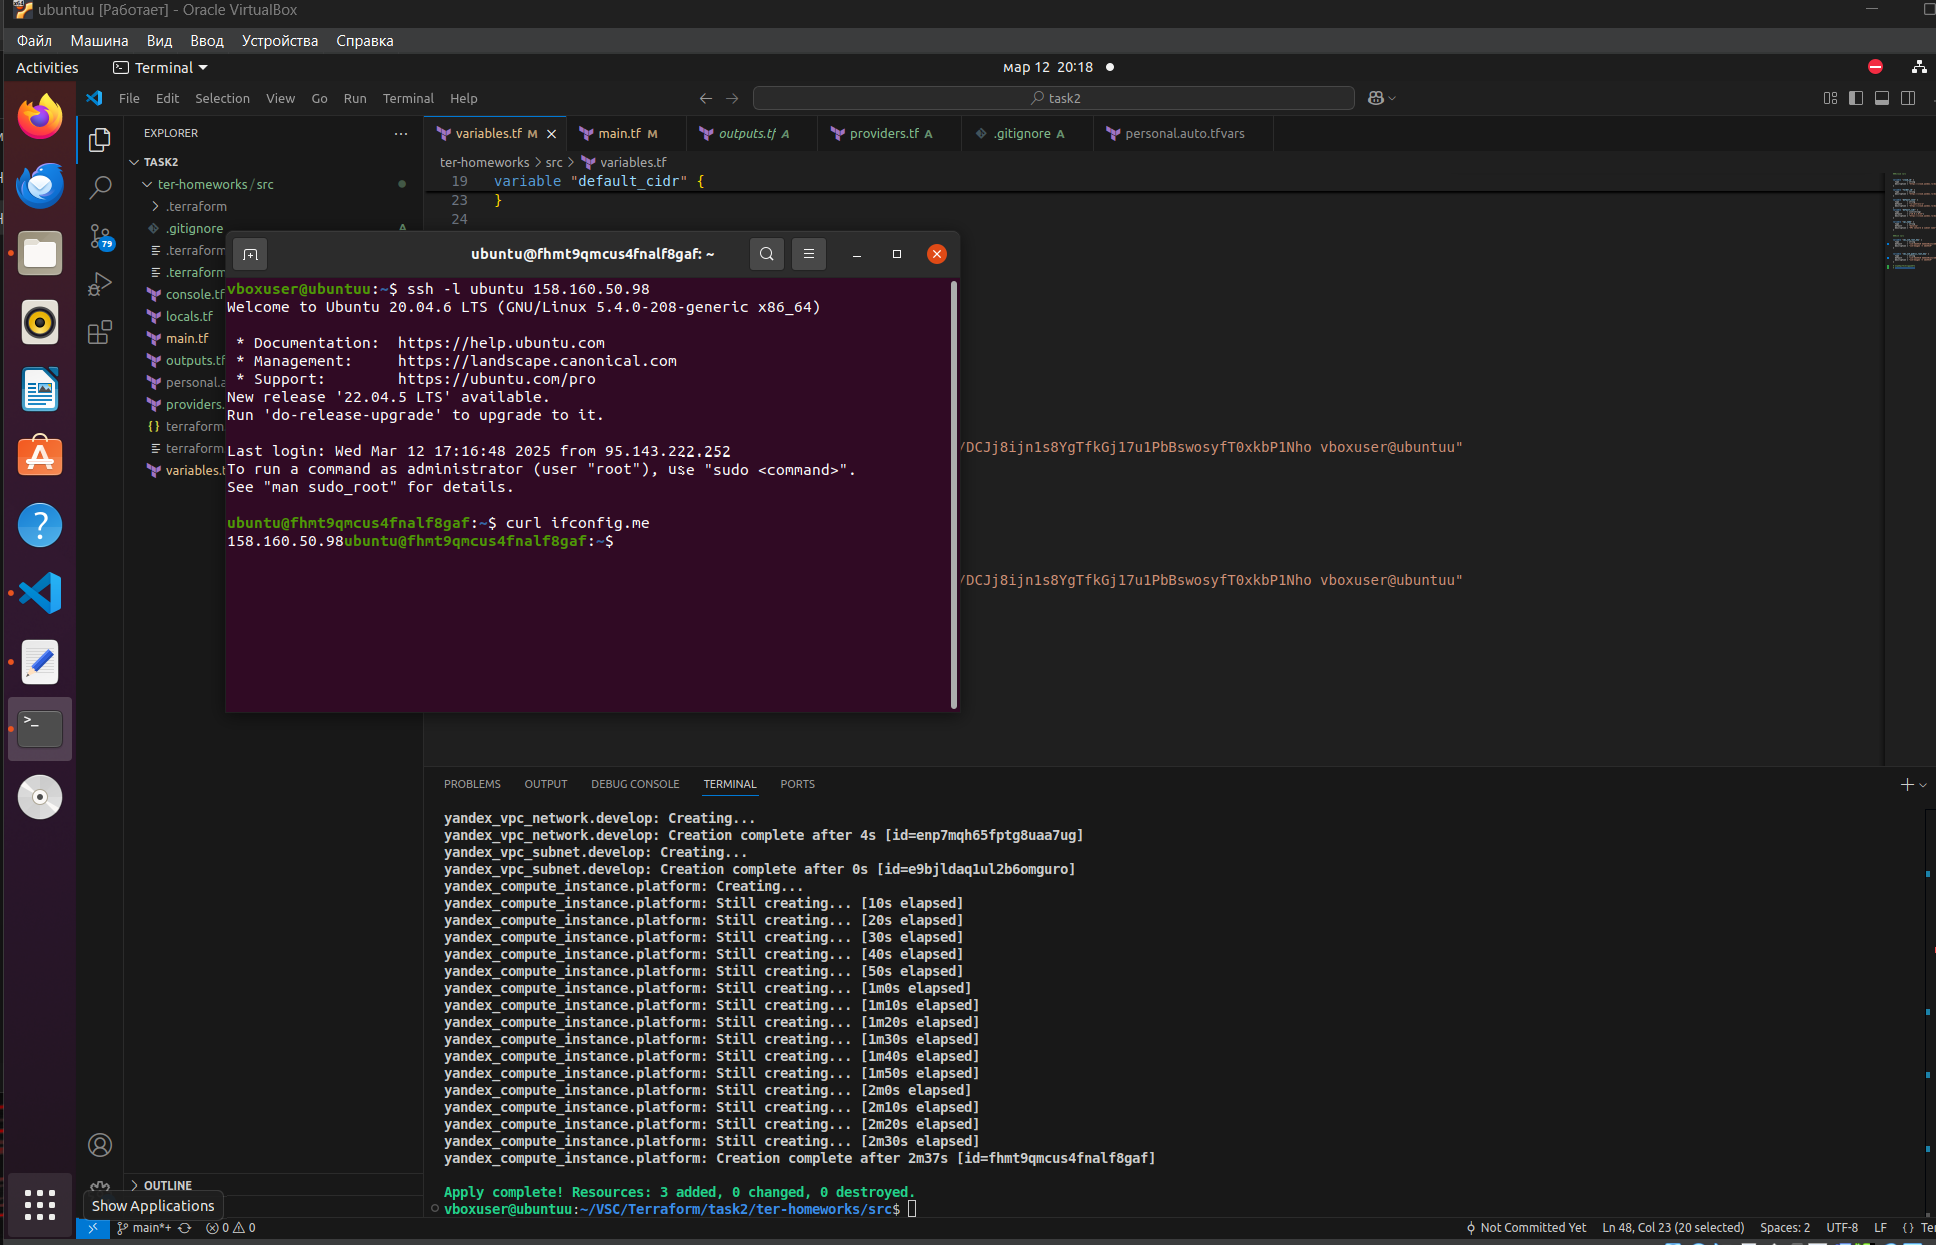 ubuntuu [Работает] - Oracle VirtualBox
Файл Машина Вид Ввод Устройства Справка
Activities Terminal мар 12 20:18
File Edit Selection View Go Run Terminal Help task2
EXPLORER
variables.tf M main.tf M outputs.tf A providers.tf A .gitignore A personal.auto.tfvars
ter-homeworks > src > variables.tf
TASK2
ter-homeworks / src
.terraform
.gitignore A
.terraform
.terraform
console.tf
locals.tf
main.tf
outputs.tf
personal.a
providers.
terraform
terraform
variables.t
19 variable "default_cidr" {
23 }
24
/DCJj8ijn1s8YgTfkGj17u1PbBswosyfT0xkbP1Nho vboxuser@ubuntuu"
/DCJj8ijn1s8YgTfkGj17u1PbBswosyfT0xkbP1Nho vboxuser@ubuntuu"
ubuntu@fhmt9qmcus4fnalf8gaf: ~
vboxuser@ubuntuu:~$ ssh -l ubuntu 158.160.50.98
Welcome to Ubuntu 20.04.6 LTS (GNU/Linux 5.4.0-208-generic x86_64)
* Documentation: https://help.ubuntu.com
* Management: https://landscape.canonical.com
* Support: https://ubuntu.com/pro
New release '22.04.5 LTS' available.
Run 'do-release-upgrade' to upgrade to it.
Last login: Wed Mar 12 17:16:48 2025 from 95.143.222.252
To run a command as administrator (user "root"), use "sudo <command>".
See "man sudo_root" for details.
ubuntu@fhmt9qmcus4fnalf8gaf:~$ curl ifconfig.me
158.160.50.98ubuntu@fhmt9qmcus4fnalf8gaf:~$
PROBLEMS OUTPUT DEBUG CONSOLE TERMINAL PORTS
yandex_vpc_network.develop: Creating...
yandex_vpc_network.develop: Creation complete after 4s [id=enp7mqh65fptg8uaa7ug]
yandex_vpc_subnet.develop: Creating...
yandex_vpc_subnet.develop: Creation complete after 0s [id=e9bjldaq1ul2b6omguro]
yandex_compute_instance.platform: Creating...
yandex_compute_instance.platform: Still creating... [10s elapsed]
yandex_compute_instance.platform: Still creating... [20s elapsed]
yandex_compute_instance.platform: Still creating... [30s elapsed]
yandex_compute_instance.platform: Still creating... [40s elapsed]
yandex_compute_instance.platform: Still creating... [50s elapsed]
yandex_compute_instance.platform: Still creating... [1m0s elapsed]
yandex_compute_instance.platform: Still creating... [1m10s elapsed]
yandex_compute_instance.platform: Still creating... [1m20s elapsed]
yandex_compute_instance.platform: Still creating... [1m30s elapsed]
yandex_compute_instance.platform: Still creating... [1m40s elapsed]
yandex_compute_instance.platform: Still creating... [1m50s elapsed]
yandex_compute_instance.platform: Still creating... [2m0s elapsed]
yandex_compute_instance.platform: Still creating... [2m10s elapsed]
yandex_compute_instance.platform: Still creating... [2m20s elapsed]
yandex_compute_instance.platform: Still creating... [2m30s elapsed]
yandex_compute_instance.platform: Creation complete after 2m37s [id=fhmt9qmcus4fnalf8gaf]
Apply complete! Resources: 3 added, 0 changed, 0 destroyed.
vboxuser@ubuntuu:~/VSC/Terraform/task2/ter-homeworks/src$
79
OUTLINE
Show Applications
main*+ 0 0 Not Committed Yet Ln 48, Col 23 (20 selected) Spaces: 2 UTF-8 LF { } Te